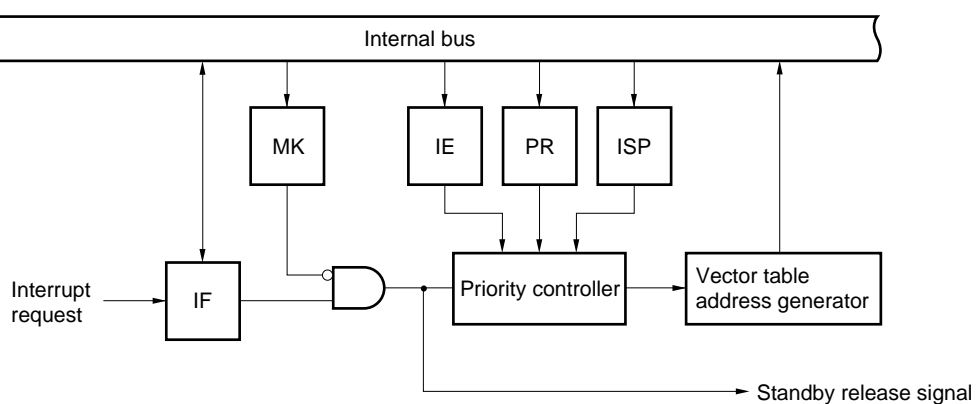 Internal bus
MK
IE
PR
ISP
Interrupt
request
IF
Priority controller
Vector table
address generator
Standby release signal